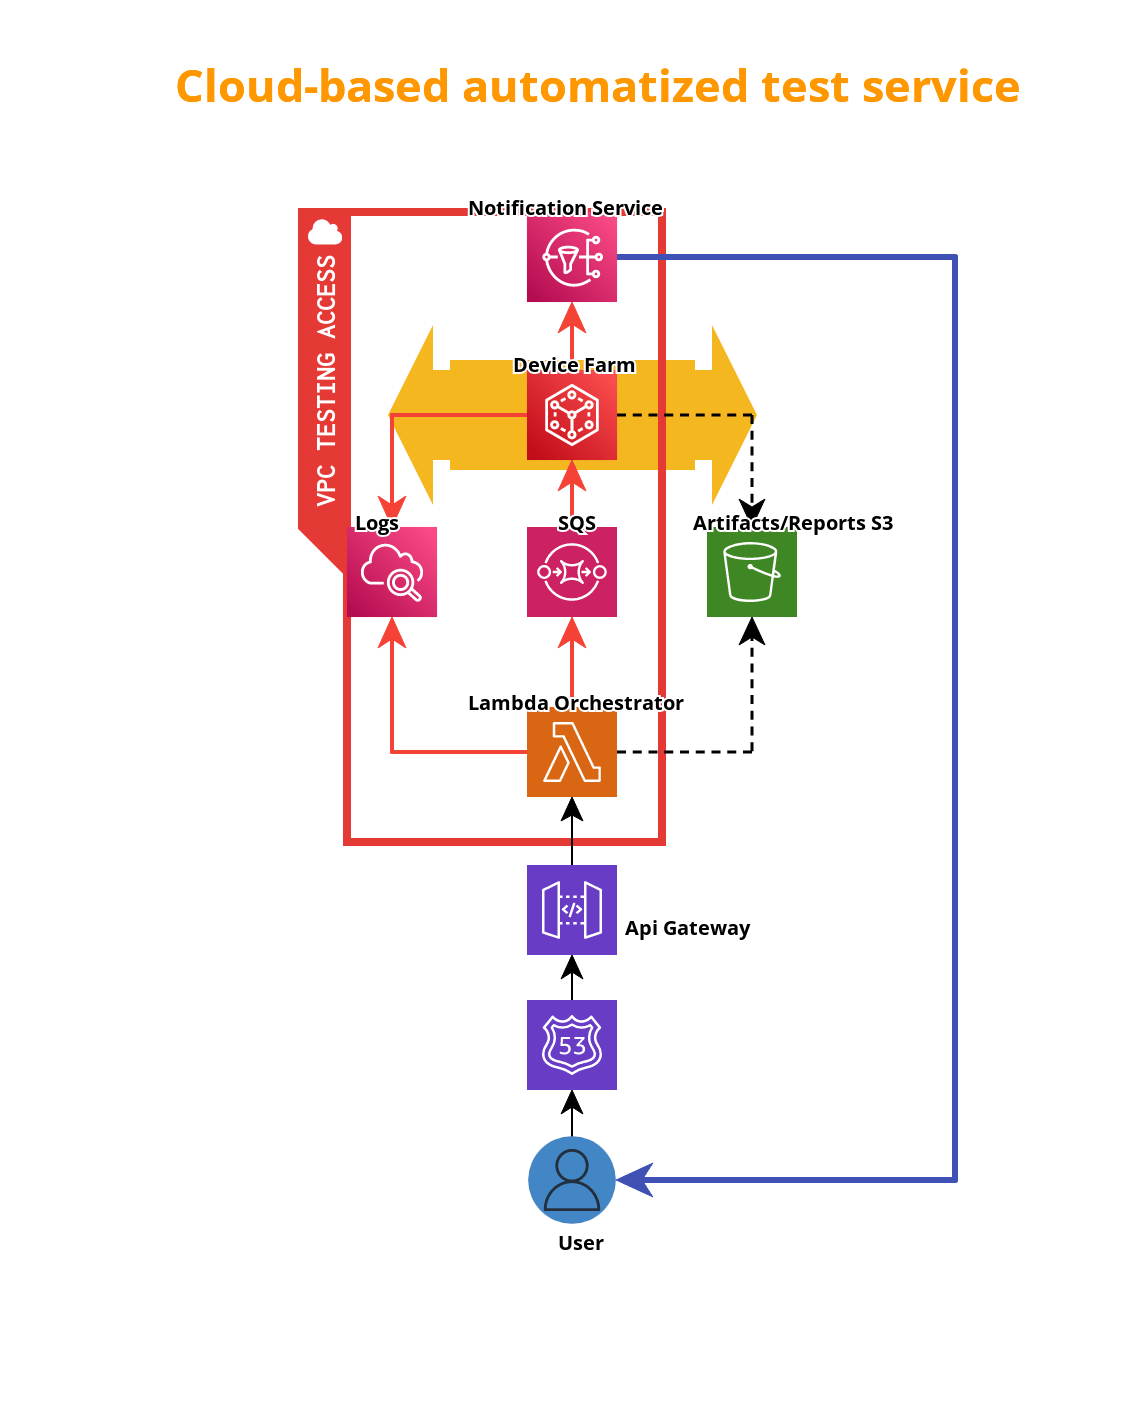 Cloud-based automatized test service
Notification Service
VPC TESTING ACCESS
Device Farm
Logs
SQS
Artifacts/Reports S3
Lambda Orchestrator
Api Gateway
53
User